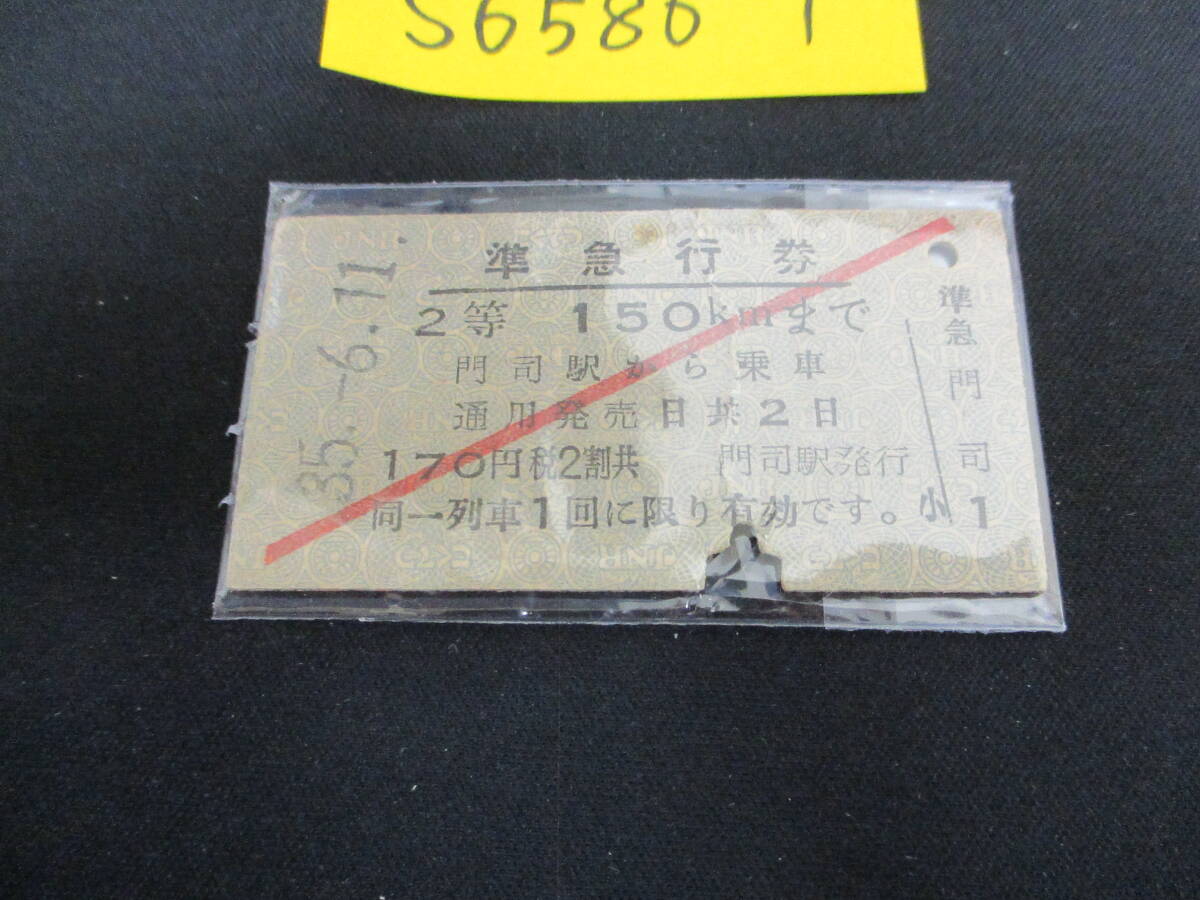 S6586 1
準急行券
2等 150kmまで
門司駅から乗車
通用発売日共2日
170円税2割共 門司駅発行
同一列車1回に限り有効です。
35.-6.11.
準急
門司
小 1